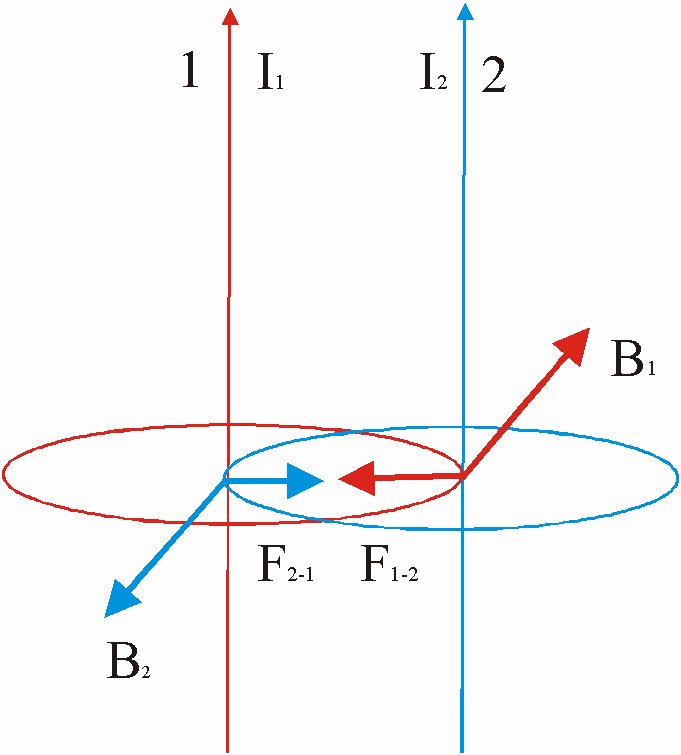 1 I₁ I₂ 2
B₁
F₂₋₁ F₁₋₂
B₂